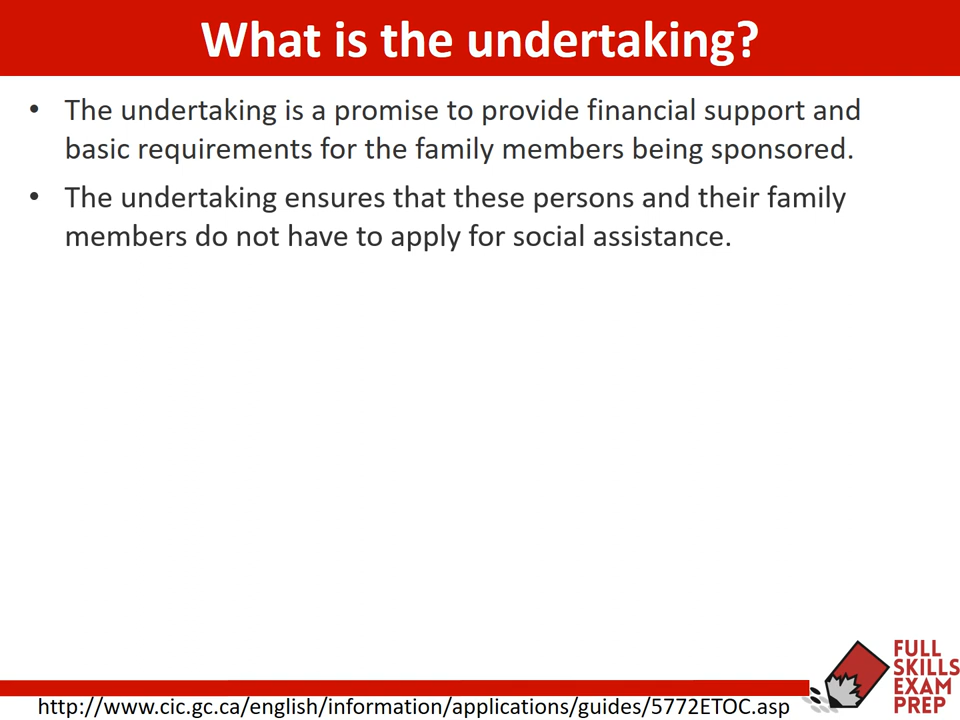 What is the undertaking?
• The undertaking is a promise to provide financial support and
basic requirements for the family members being sponsored.
• The undertaking ensures that these persons and their family
members do not have to apply for social assistance.
FULL
SKILLS
EXAM
PREP
http://www.cic.gc.ca/english/information/applications/guides/5772ETOC.asp